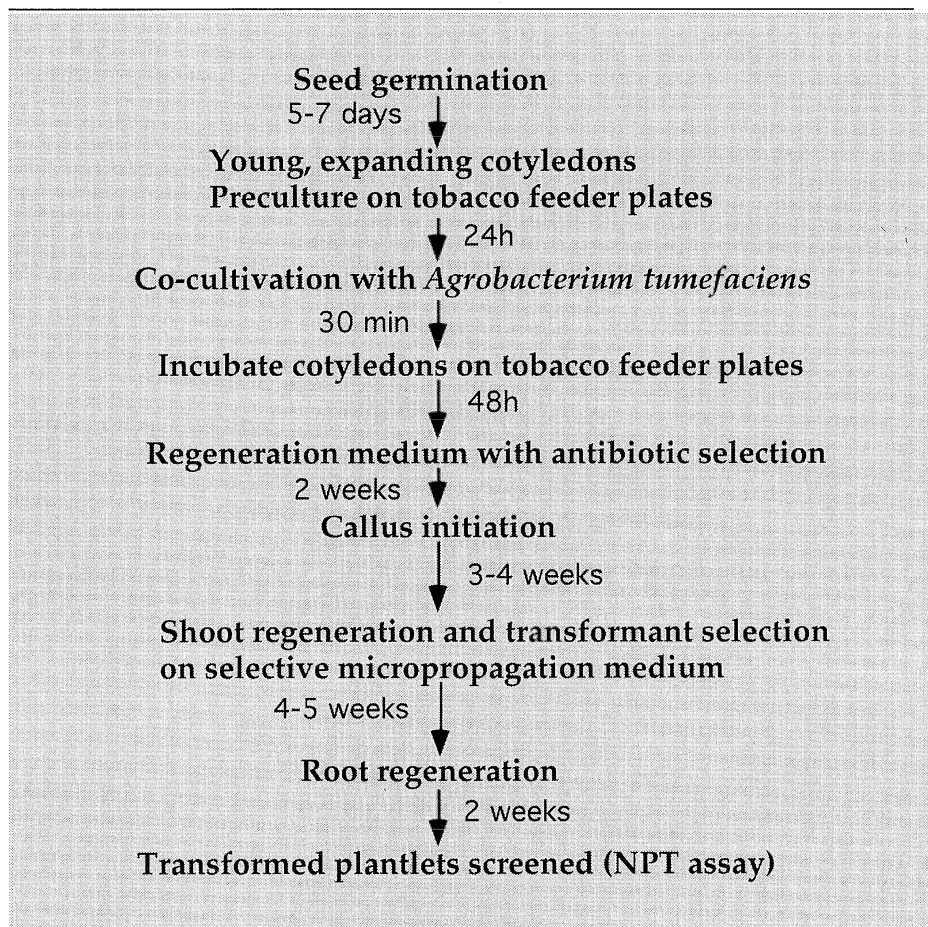 Seed germination
5-7 days
Young, expanding cotyledons
Preculture on tobacco feeder plates
24h
Co-cultivation with Agrobacterium tumefaciens
30 min
Incubate cotyledons on tobacco feeder plates
48h
Regeneration medium with antibiotic selection
2 weeks
Callus initiation
3-4 weeks
Shoot regeneration and transformant selection
on selective micropropagation medium
4-5 weeks
Root regeneration
2 weeks
Transformed plantlets screened (NPT assay)